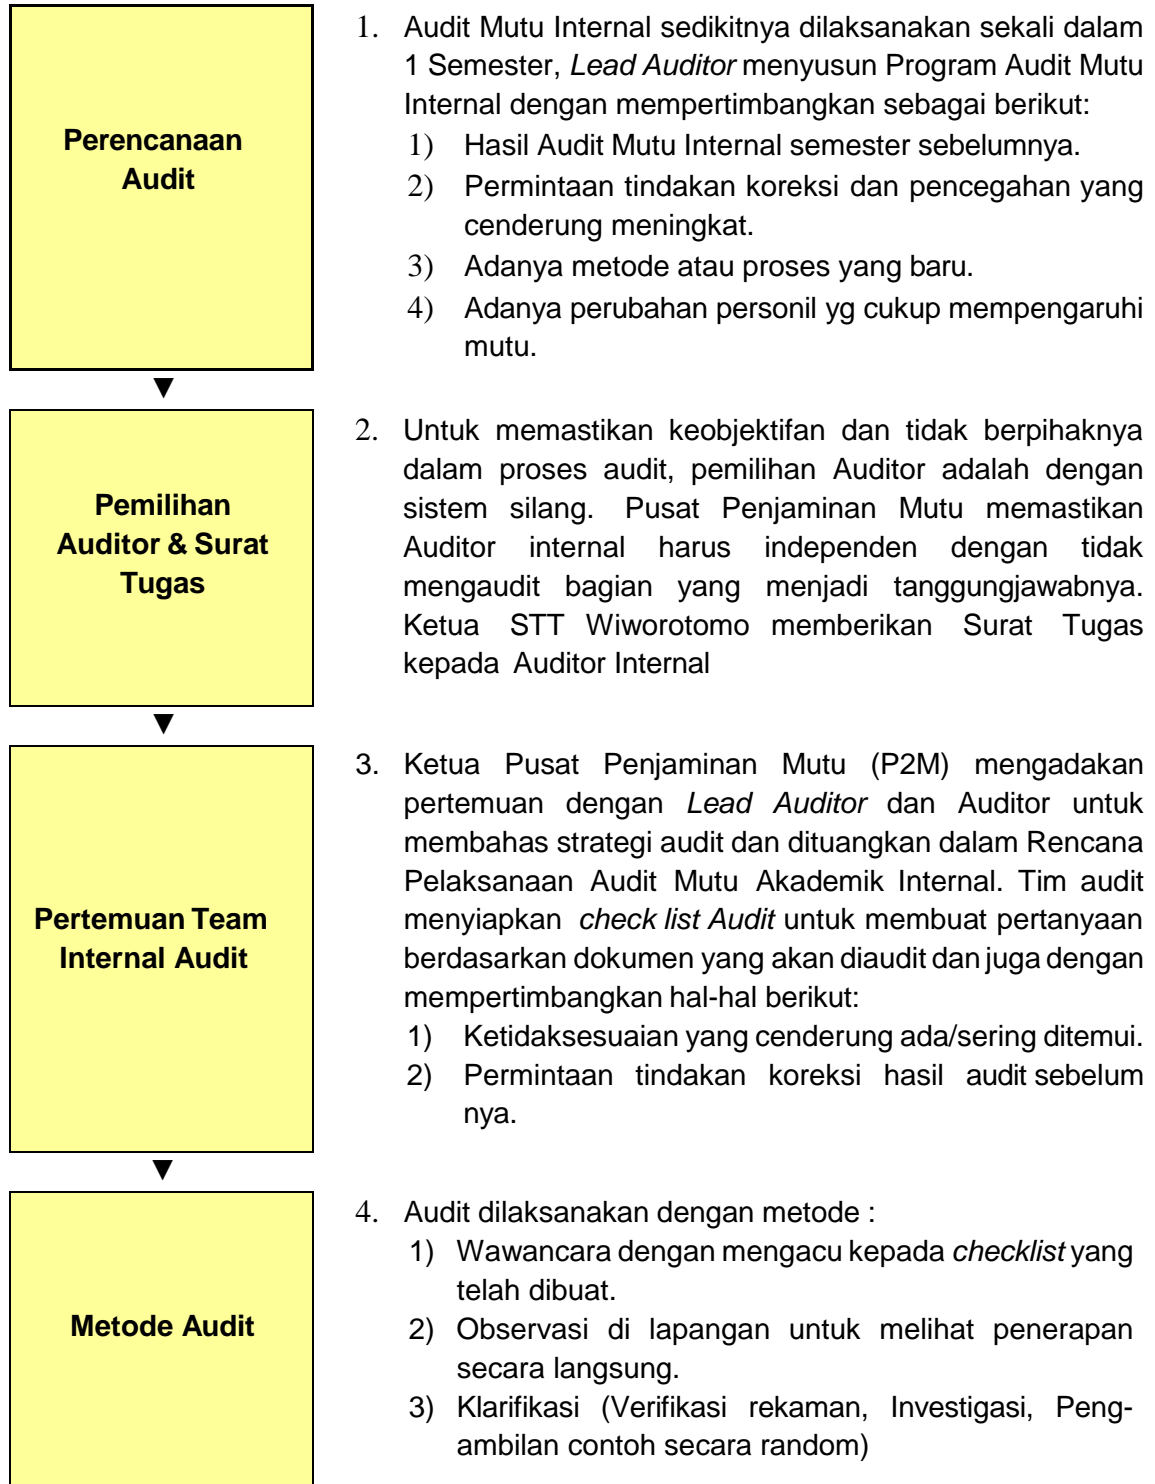 Perencanaan
Audit
1. Audit Mutu Internal sedikitnya dilaksanakan sekali dalam
1 Semester, Lead Auditor menyusun Program Audit Mutu
Internal dengan mempertimbangkan sebagai berikut:
1) Hasil Audit Mutu Internal semester sebelumnya.
2) Permintaan tindakan koreksi dan pencegahan yang
cenderung meningkat.
3) Adanya metode atau proses yang baru.
4) Adanya perubahan personil yg cukup mempengaruhi
mutu.
▼
Pemilihan
Auditor & Surat
Tugas
2. Untuk memastikan keobjektifan dan tidak berpihaknya
dalam proses audit, pemilihan Auditor adalah dengan
sistem silang. Pusat Penjaminan Mutu memastikan
Auditor internal harus independen dengan tidak
mengaudit bagian yang menjadi tanggungjawabnya.
Ketua STT Wiworotomo memberikan Surat Tugas
kepada Auditor Internal
▼
Pertemuan Team
Internal Audit
3. Ketua Pusat Penjaminan Mutu (P2M) mengadakan
pertemuan dengan Lead Auditor dan Auditor untuk
membahas strategi audit dan dituangkan dalam Rencana
Pelaksanaan Audit Mutu Akademik Internal. Tim audit
menyiapkan check list Audit untuk membuat pertanyaan
berdasarkan dokumen yang akan diaudit dan juga dengan
mempertimbangkan hal-hal berikut:
1) Ketidaksesuaian yang cenderung ada/sering ditemui.
2) Permintaan tindakan koreksi hasil audit sebelum
nya.
▼
Metode Audit
4. Audit dilaksanakan dengan metode :
1) Wawancara dengan mengacu kepada checklist yang
telah dibuat.
2) Observasi di lapangan untuk melihat penerapan
secara langsung.
3) Klarifikasi (Verifikasi rekaman, Investigasi, Peng-
ambilan contoh secara random)